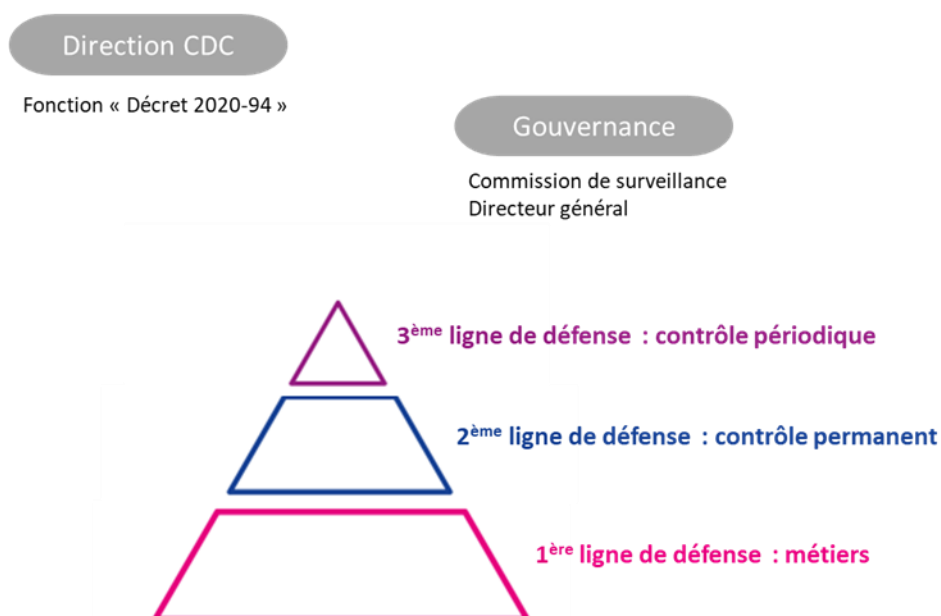 Direction CDC
Fonction « Décret 2020-94 »
Gouvernance
Commission de surveillance
Directeur général
3ème ligne de défense : contrôle périodique
2ème ligne de défense : contrôle permanent
1ère ligne de défense : métiers